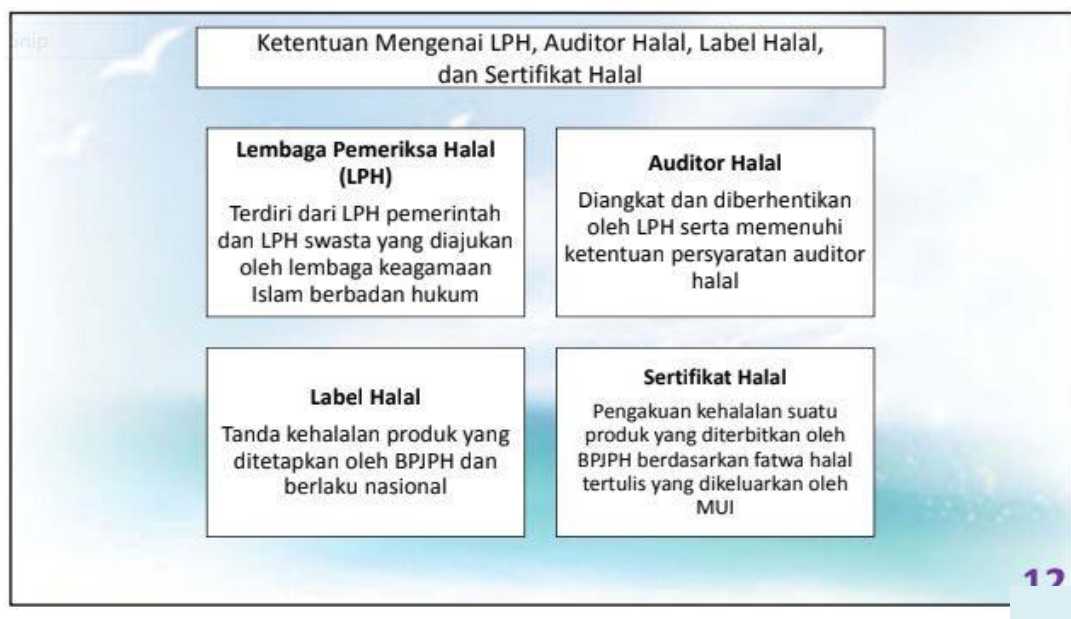 Snip
Ketentuan Mengenai LPH, Auditor Halal, Label Halal,
dan Sertifikat Halal
Lembaga Pemeriksa Halal
(LPH)
Terdiri dari LPH pemerintah
dan LPH swasta yang diajukan
oleh lembaga keagamaan
Islam berbadan hukum
Auditor Halal
Diangkat dan diberhentikan
oleh LPH serta memenuhi
ketentuan persyaratan auditor
halal
Label Halal
Tanda kehalalan produk yang
ditetapkan oleh BPJPH dan
berlaku nasional
Sertifikat Halal
Pengakuan kehalalan suatu
produk yang diterbitkan oleh
BPJPH berdasarkan fatwa halal
tertulis yang dikeluarkan oleh
MUI
12